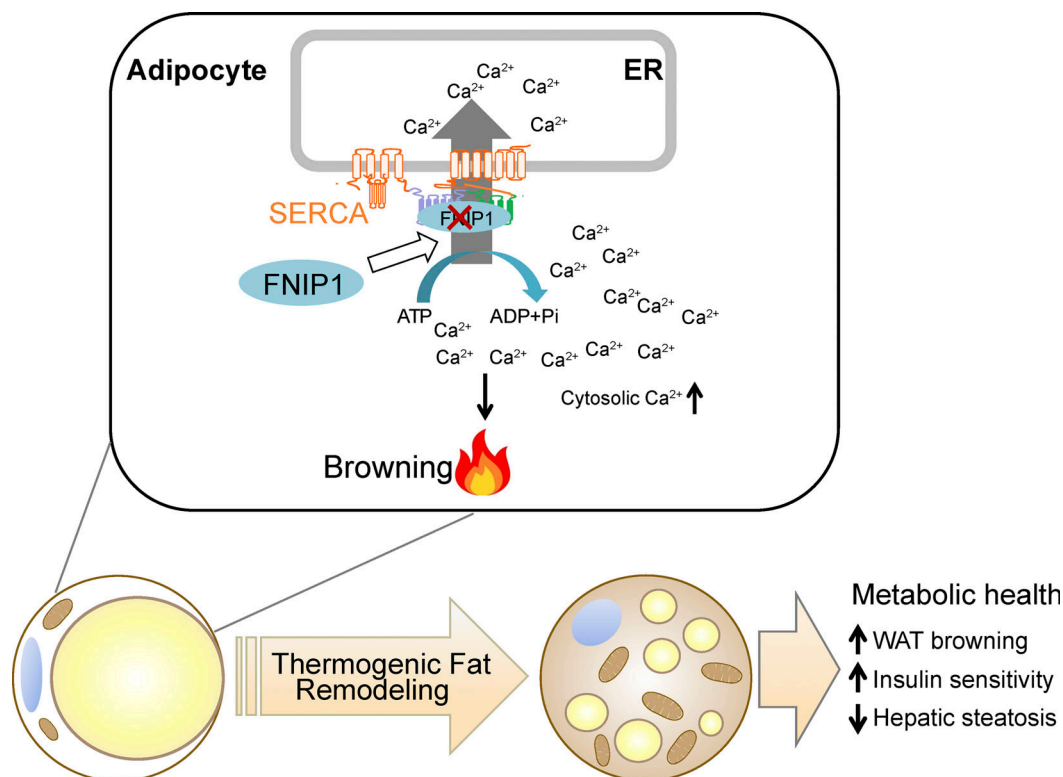 Adipocyte
ER
Ca²⁺
Ca²⁺
Ca²⁺
Ca²⁺
Ca²⁺
Ca²⁺
SERCA
FNIP1
FNIP1
ATP
ADP+Pi
Ca²⁺
Ca²⁺
Ca²⁺
Ca²⁺
Ca²⁺
Ca²⁺
Ca²⁺
Ca²⁺
Ca²⁺
Ca²⁺
Ca²⁺
Ca²⁺
Cytosolic Ca²⁺
Browning
Thermogenic Fat
Remodeling
Metabolic health
WAT browning
Insulin sensitivity
Hepatic steatosis